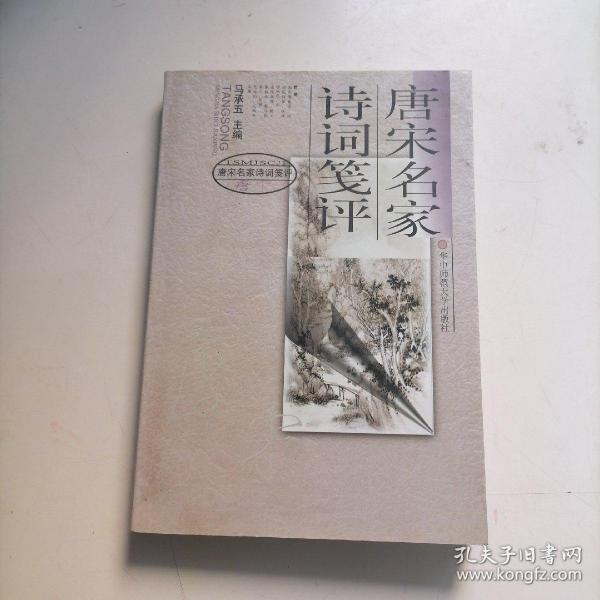 唐宋名家
诗词笺评
华中师范大学出版社
马承五 主编
TANGSONG
TSMJSCJP
唐宋名家诗词笺评
孔夫子旧书网
www.kongfz.com